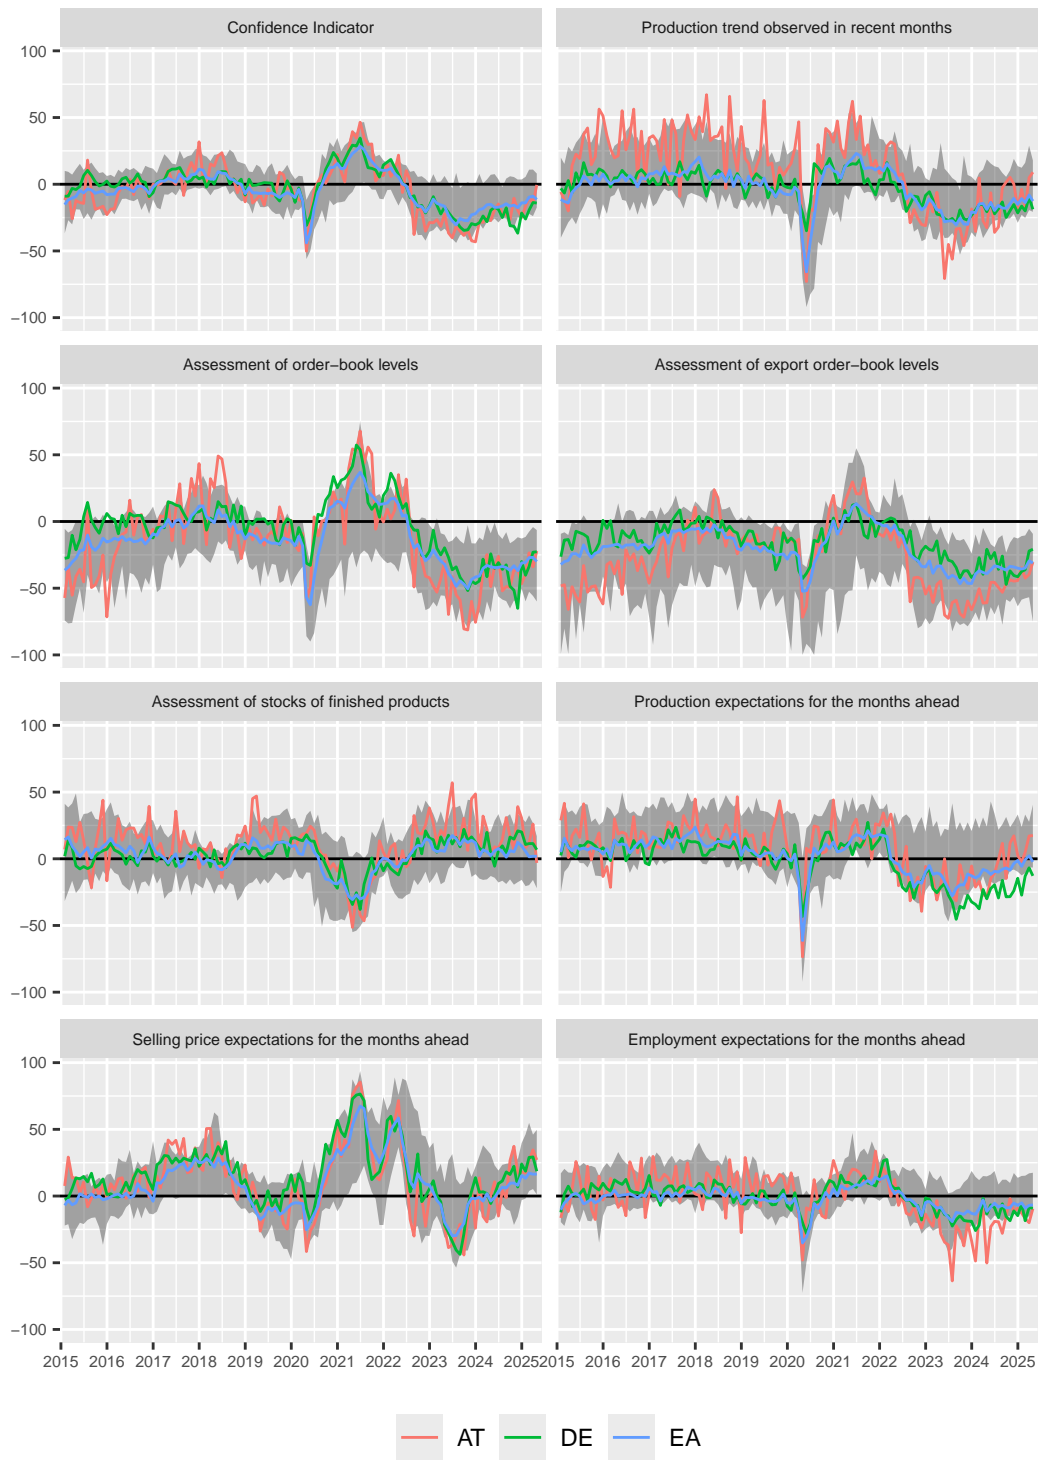 Confidence Indicator
Production trend observed in recent months
100
50
0
−50
−100
Assessment of order−book levels
Assessment of export order−book levels
100
50
0
−50
−100
Assessment of stocks of finished products
Production expectations for the months ahead
100
50
0
−50
−100
Selling price expectations for the months ahead
Employment expectations for the months ahead
100
50
0
−50
−100
2015 2016 2017 2018 2019 2020 2021 2022 2023 2024 2025
2015 2016 2017 2018 2019 2020 2021 2022 2023 2024 2025
AT DE EA